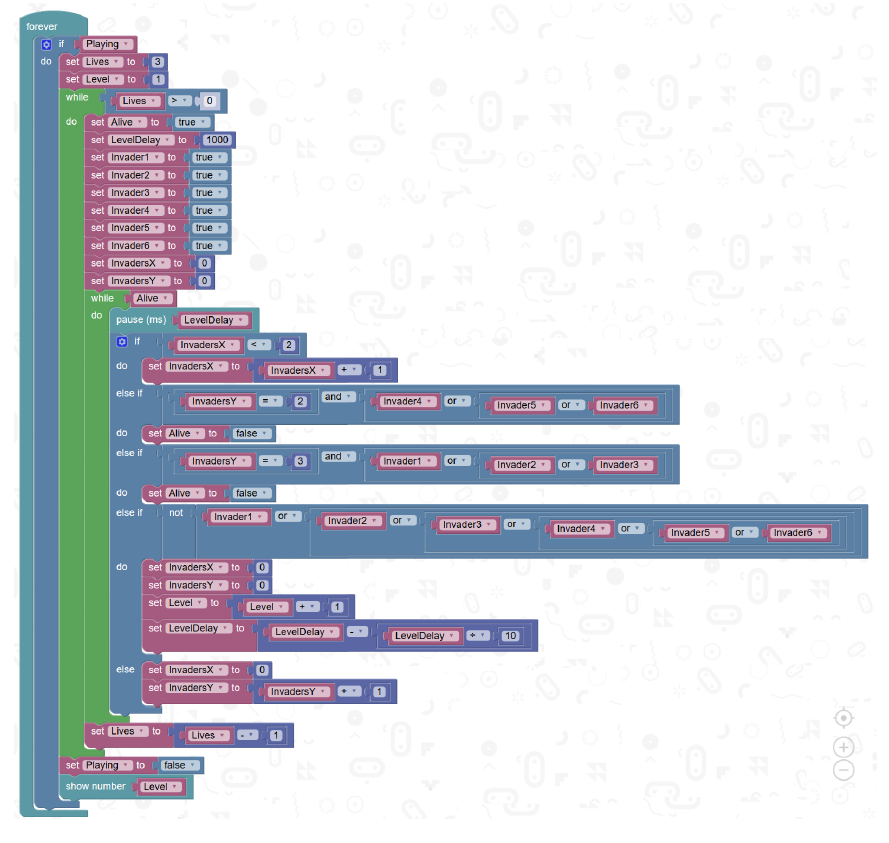 forever
if Playing
do set Lives to 3
set Level to 1
while Lives > 0
do set Alive to true
set LevelDelay to 1000
set Invader1 to true
set Invader2 to true
set Invader3 to true
set Invader4 to true
set Invader5 to true
set Invader6 to true
set InvadersX to 0
set InvadersY to 0
while Alive
do pause (ms) LevelDelay
if InvadersX < 2
do set InvadersX to InvadersX + 1
else if InvadersY = 2 and Invader4 or Invader5 or Invader6
do set Alive to false
else if InvadersY = 3 and Invader1 or Invader2 or Invader3
do set Alive to false
else if not Invader1 or Invader2 or Invader3 or Invader4 or Invader5 or Invader6
do set InvadersX to 0
set InvadersY to 0
set Level to Level + 1
set LevelDelay to LevelDelay - LevelDelay ÷ 10
else set InvadersX to 0
set InvadersY to InvadersY + 1
set Lives to Lives - 1
set Playing to false
show number Level